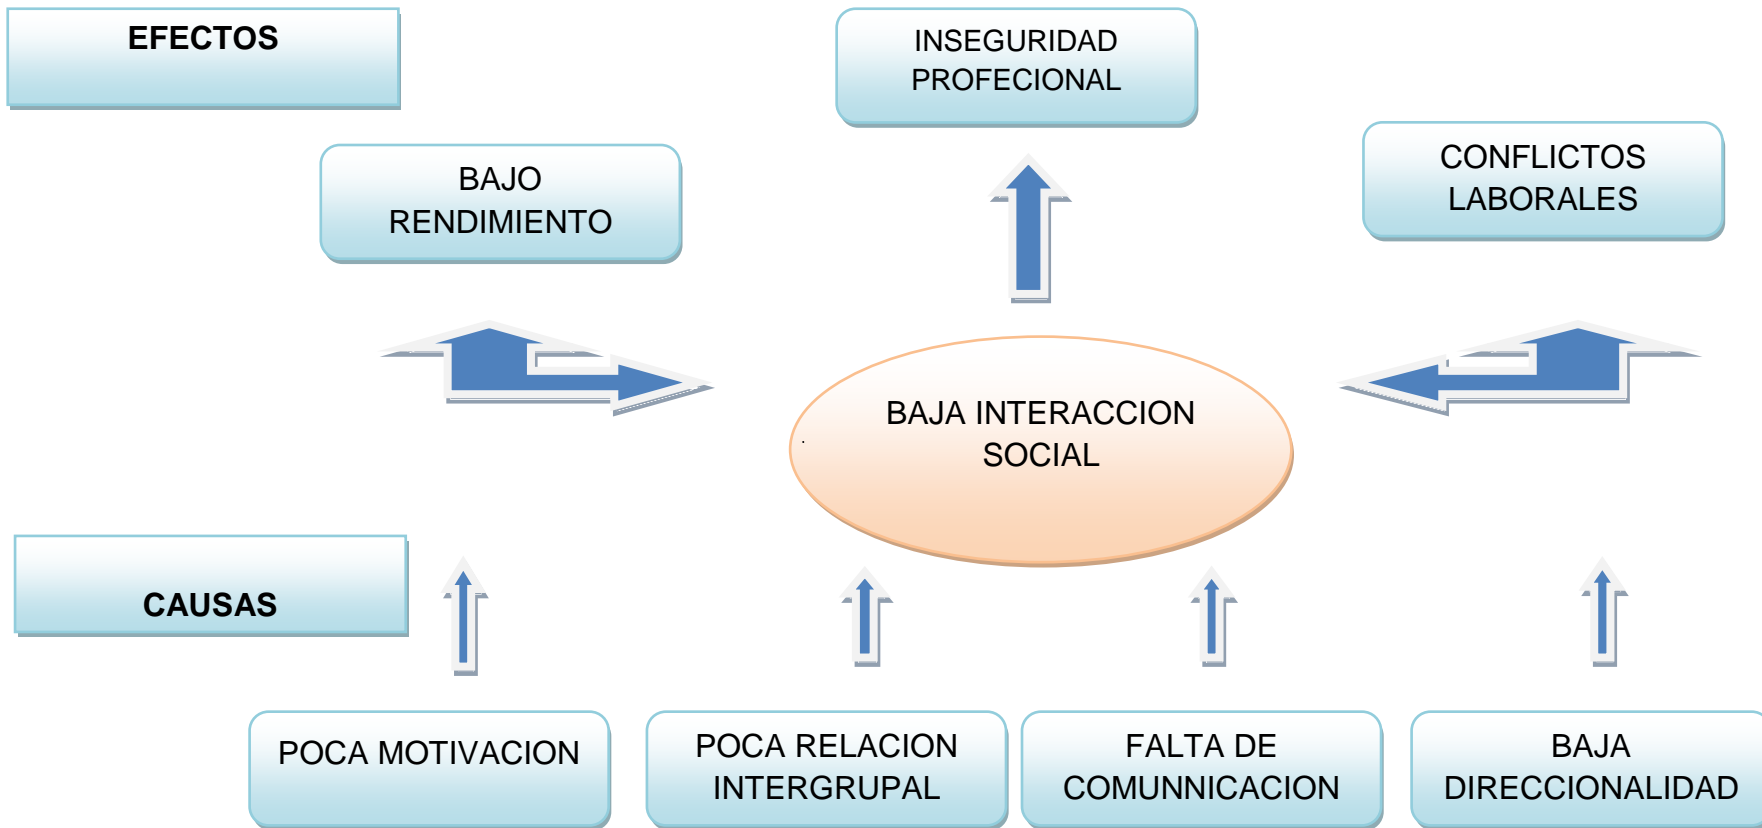 EFECTOS
INSEGURIDAD
PROFECIONAL
BAJO
RENDIMIENTO
CONFLICTOS
LABORALES
BAJA INTERACCION
SOCIAL
.
CAUSAS
POCA MOTIVACION
POCA RELACION
INTERGRUPAL
FALTA DE
COMUNNICACION
BAJA
DIRECCIONALIDAD